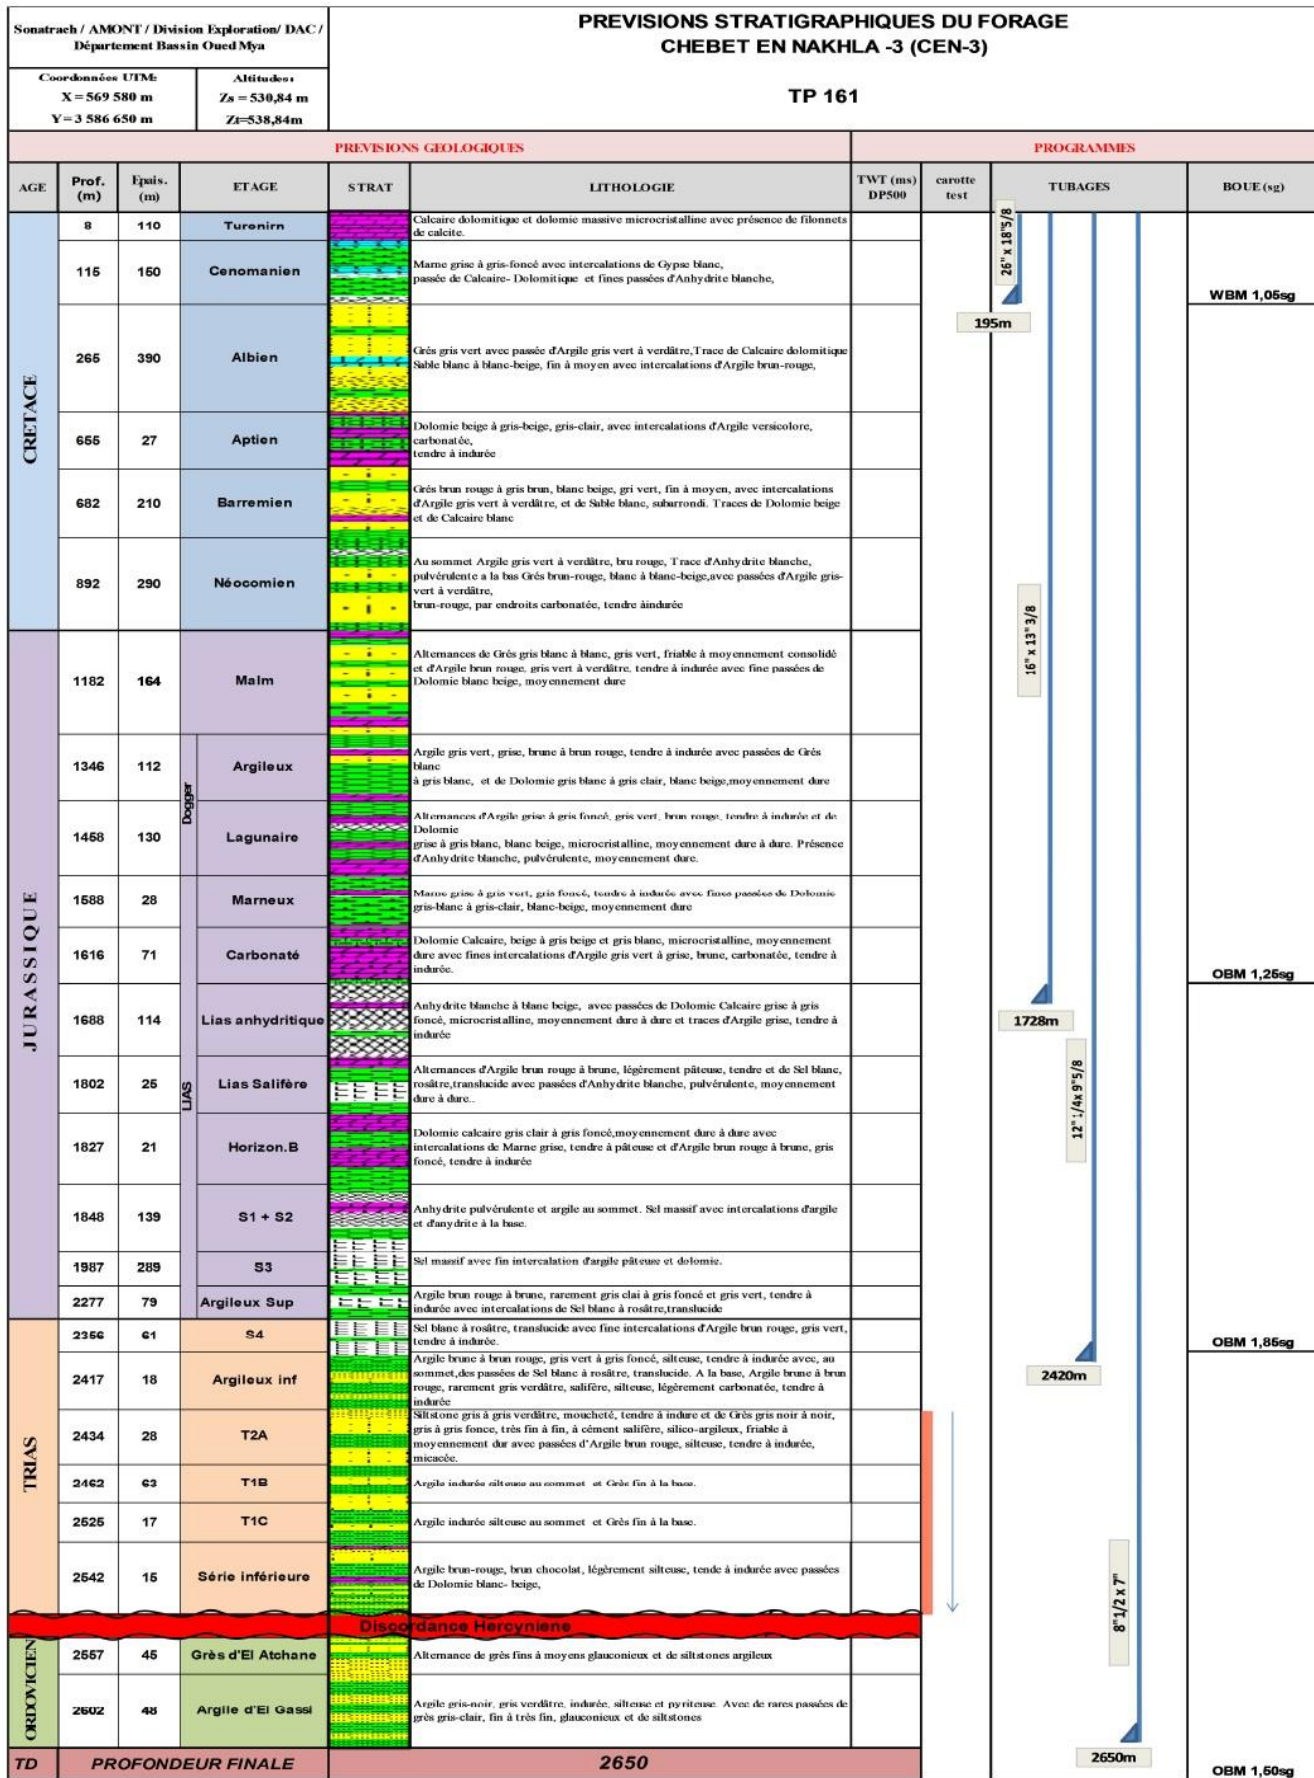 Sonatrach / AMONT / Division Exploration/ DAC /
Département Bassin Oued Mya
PREVISIONS STRATIGRAPHIQUES DU FORAGE
CHEBET EN NAKHLA -3 (CEN-3)
TP 161
Coordonnées UTM:
X = 569 580 m
Y = 3 586 650 m
Altitudes:
Zs = 530,84 m
Zt=538,84m
PREVISIONS GEOLOGIQUES
PROGRAMMES
AGE
Prof.
(m)
Epais.
(m)
ETAGE
STRAT
LITHOLOGIE
TWT (ms)
DP500
carotte
test
TUBAGES
BOUE (sg)
CRETACE
8 110 Turonirn
Calcaire dolomitique et dolomie massive microcristalline avec présence de filonnets
de calcite.
26" x 18"5/8
115 150 Cenomanien
Marne grise à gris-foncé avec intercalations de Gypse blanc,
passée de Calcaire- Dolomitique et fines passées d'Anhydrite blanche,
WBM 1,05sg
195m
265 390 Albien
Grés gris vert avec passée d'Argile gris vert à verdâtre,Trace de Calcaire dolomitique
Sable blanc à blanc-beige, fin à moyen avec intercalations d'Argile brun-rouge,
655 27 Aptien
Dolomie beige à gris-beige, gris-clair, avec intercalations d'Argile versicolore,
carbonatée,
tendre à indurée
682 210 Barremien
Grés brun rouge à gris brun, blanc beige, gri vert, fin à moyen, avec intercalations
d'Argile gris vert à verdâtre, et de Sable blanc, subarrondi. Traces de Dolomie beige
et de Calcaire blanc
892 290 Néocomien
Au sommet Argile gris vert à verdâtre, bru rouge, Trace d'Anhydrite blanche,
pulvérulente a la bas Grés brun-rouge, blanc à blanc-beige,avec passées d'Argile gris-
vert à verdâtre,
brun-rouge, par endroits carbonatée, tendre àindurée
16" x 13" 3/8
JURASSIQUE
1182 164 Malm
Alternances de Grés gris blanc à blanc, gris vert, friable à moyennement consolidé
et d'Argile brun rouge, gris vert à verdâtre, tendre à indurée avec fine passées de
Dolomie blanc beige, moyennement dure
Dogger
1346 112 Argileux
Argile gris vert, grise, brune à brun rouge, tendre à indurée avec passées de Grès
blanc
à gris blanc, et de Dolomie gris blanc à gris clair, blanc beige,moyennement dure
1458 130 Lagunaire
Alternances d'Argile grise à gris foncé, gris vert, brun rouge, tendre à indurée et de
Dolomie
grise à gris blanc, blanc beige, microcristalline, moyennement dure à dure. Présence
d'Anhydrite blanche, pulvérulente, moyennement dure.
LIAS
1588 28 Marneux
Marne grise à gris vert, gris foncé, tendre à indurée avec fines passées de Dolomie
gris-blanc à gris-clair, blanc-beige, moyennement dure
1616 71 Carbonaté
Dolomie Calcaire, beige à gris beige et gris blanc, microcristalline, moyennement
dure avec fines intercalations d'Argile gris vert à grise, brune, carbonatée, tendre à
indurée.
OBM 1,25sg
1688 114 Lias anhydritique
Anhydrite blanche à blanc beige, avec passées de Dolomie Calcaire grise à gris
foncé, microcristalline, moyennement dure à dure et traces d'Argile grise, tendre à
indurée
1728m
1802 25 Lias Salifère
Alternances d'Argile brun rouge à brune, légèrement pâteuse, tendre et de Sel blanc,
rosâtre,translucide avec passées d'Anhydrite blanche, pulvérulente, moyennement
dure à dure..
12" 1/4x 9"5/8
1827 21 Horizon.B
Dolomie calcaire gris clair à gris foncé,moyennement dure à dure avec
intercalations de Marne grise, tendre à pâteuse et d'Argile brun rouge à brune, gris
foncé, tendre à indurée
1848 139 S1 + S2
Anhydrite pulvérulente et argile au sommet. Sel massif avec intercalations d'argile
et d'anydrite à la base.
1987 289 S3
Sel massif avec fin intercalation d'argile pâteuse et dolomie.
2277 79 Argileux Sup
Argile brun rouge à brune, rarement gris clai à gris foncé et gris vert, tendre à
indurée avec intercalations de Sel blanc à rosâtre,translucide
TRIAS
2356 61 S4
Sel blanc à rosâtre, translucide avec fine intercalations d'Argile brun rouge, gris vert,
tendre à indurée.
OBM 1,85sg
2417 18 Argileux inf
Argile brune à brun rouge, gris vert à gris foncé, silteuse, tendre à indurée avec, au
sommet,des passées de Sel blanc à rosâtre, translucide. A la base, Argile brune à brun
rouge, rarement gris verdâtre, salifère, silteuse, légèrement carbonatée, tendre à
indurée
2420m
2434 28 T2A
Siltstone gris à gris verdâtre, moucheté, tendre à indure et de Grès gris noir à noir,
gris à gris fonce, très fin à fin, à cément salifère, silico-argileux, friable à
moyennement dur avec passées d'Argile brun rouge, silteuse, tendre à indurée,
micacée.
2462 63 T1B
Argile indurée silteuse au sommet et Grès fin à la base.
2525 17 T1C
Argile indurée silteuse au sommet et Grès fin à la base.
2542 15 Série inférieure
Argile brun-rouge, brun chocolat, légèrement silteuse, tende à indurée avec passées
de Dolomie blanc- beige,
8"1/2 x 7"
Discordance Hercyniene
ORDOVICIEN
2557 45 Grès d'El Atchane
Alternance de grès fins à moyens glauconieux et de siltstones argileux
2602 48 Argile d'El Gassi
Argile gris-noir, gris verdâtre, indurée, silteuse et pyriteuse. Avec de rares passées de
grès gris-clair, fin à très fin, glauconieux et de siltstones
2650m
TD PROFONDEUR FINALE 2650
OBM 1,50sg